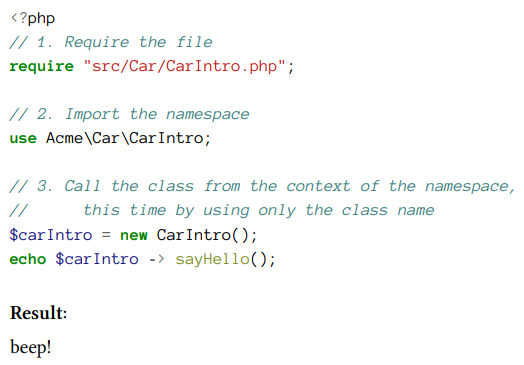 <?php
// 1. Require the file
require "src/Car/CarIntro.php";
// 2. Import the namespace
use Acme\Car\CarIntro;
// 3. Call the class from the context of the namespace,
//      this time by using only the class name
$carIntro = new CarIntro();
echo $carIntro -> sayHello();
Result:
beep!